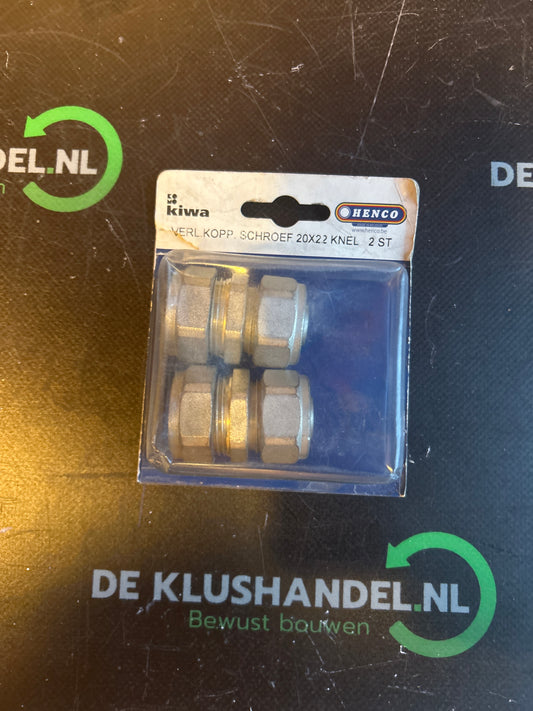 DEL.NL
kiwa
HENCO
www.henco.be
VERL.KOPP. SCHROEF 20X22 KNEL 2 ST
DE
DE KLUSHANDEL.NL
Bewust bouwen